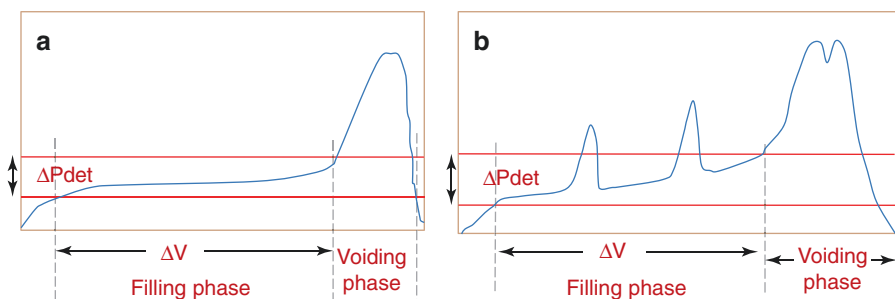 a
ΔPdet
ΔV
Filling phase
Voiding
phase
b
ΔPdet
ΔV
Filling phase
Voiding
phase